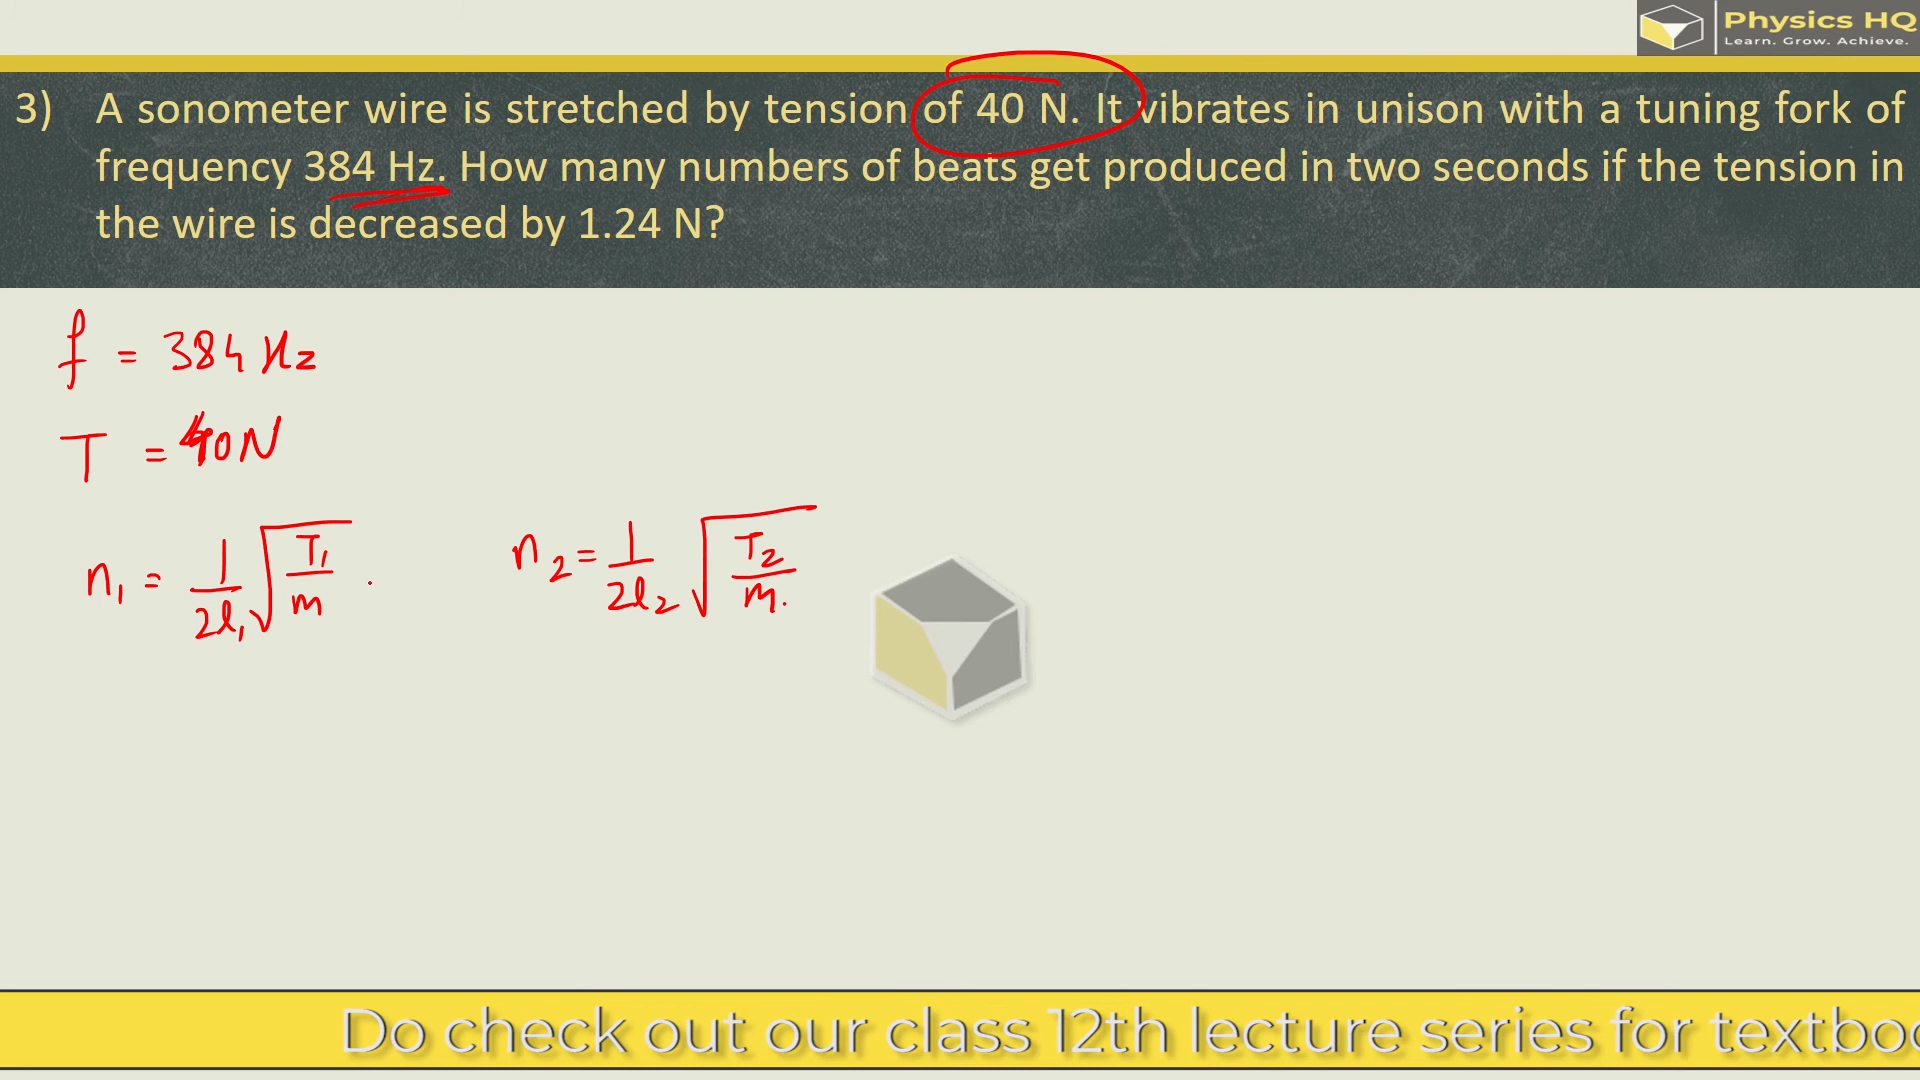 Physics HQ
Learn. Grow. Achieve.
3) A sonometer wire is stretched by tension of 40 N. It vibrates in unison with a tuning fork of
frequency 384 Hz. How many numbers of beats get produced in two seconds if the tension in
the wire is decreased by 1.24 N?
f = 384 Hz
T = 40 N
n₁ = 1/2l₁ √(T₁/m) . n₂ = 1/2l₂ √(T₂/m.)
Do check out our class 12th lecture series for